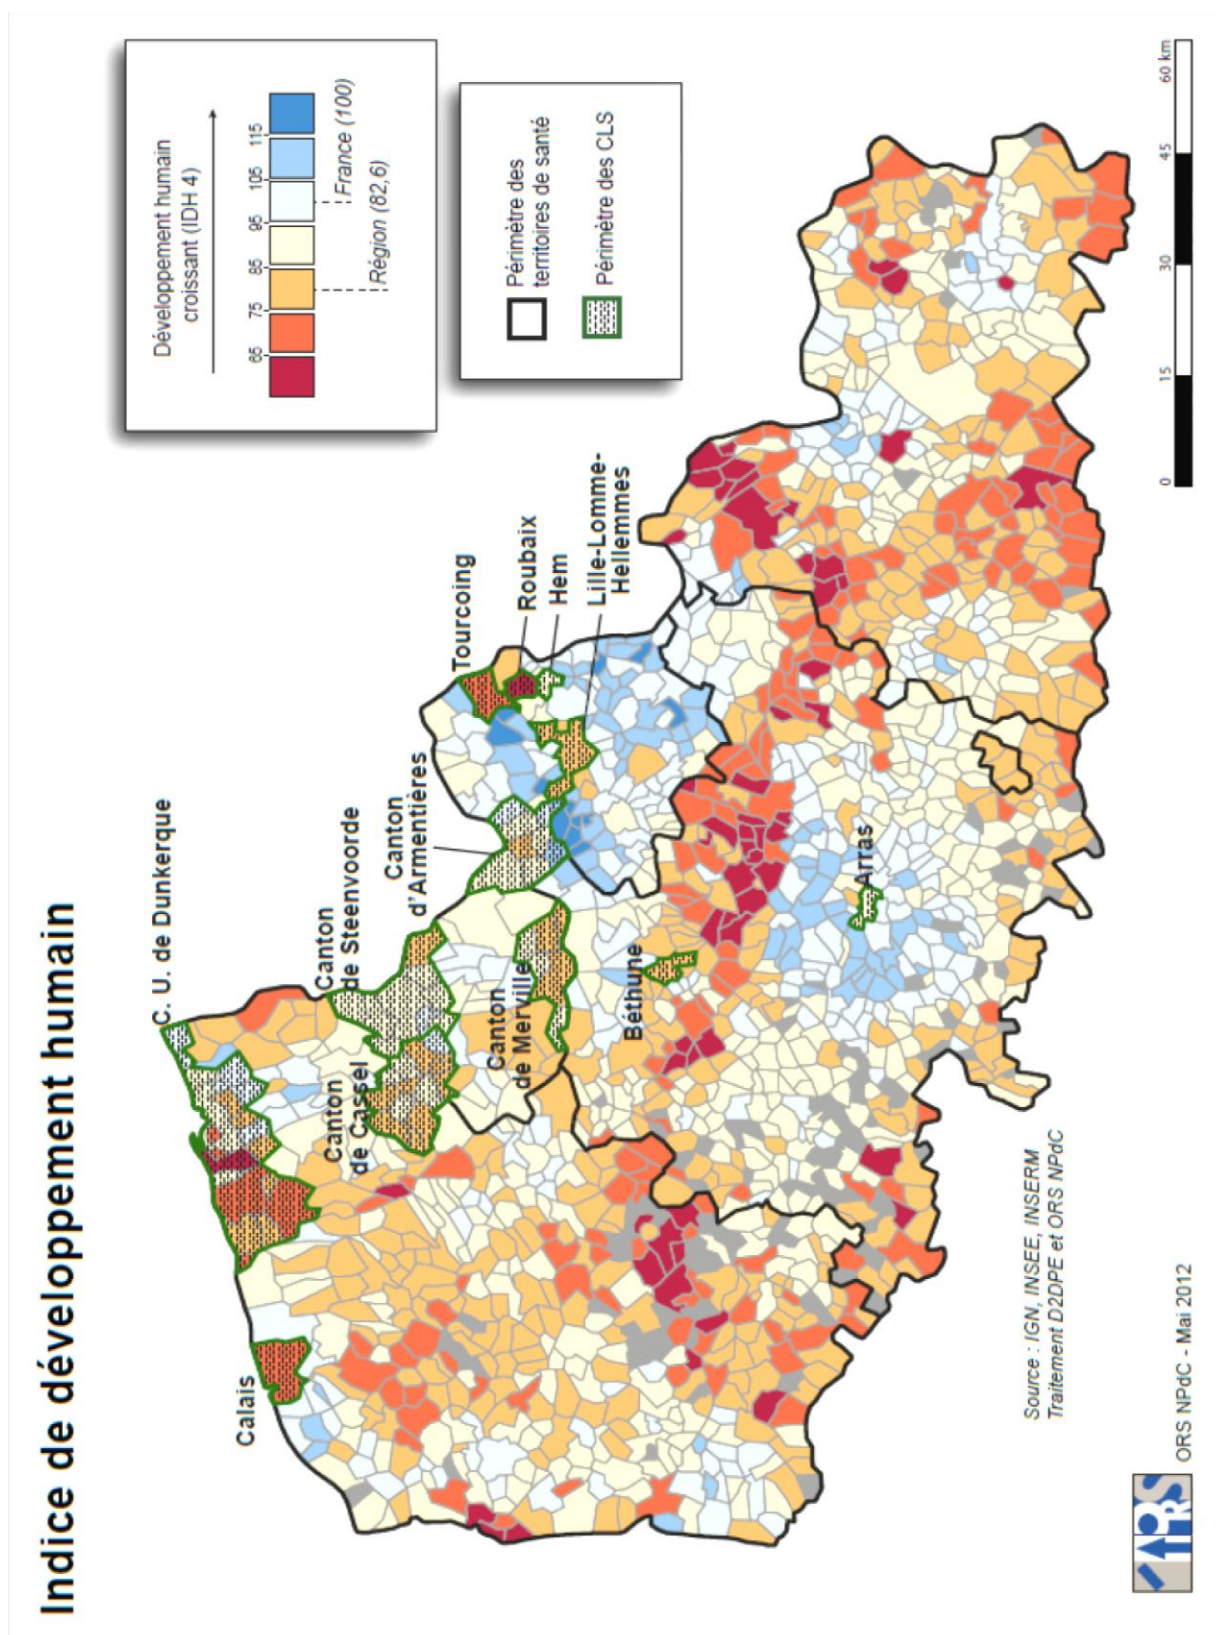 Indice de développement humain
Développement humain
croissant (IDH 4)
65
75
85
95
105
115
France (100)
Région (82,6)
Périmètre des
territoires de santé
Périmètre des CLS
C. U. de Dunkerque
Calais
Canton
de Steenvoorde
Canton
de Cassel
Canton
d'Armentières
Canton
de Merville
Tourcoing
Roubaix
Hem
Lille-Lomme-
Hellemmes
Béthune
Arras
Source : IGN, INSEE, INSERM
Traitement D2DPE et ORS NPdC
ORS NPdC - Mai 2012
0
15
30
45
60 km